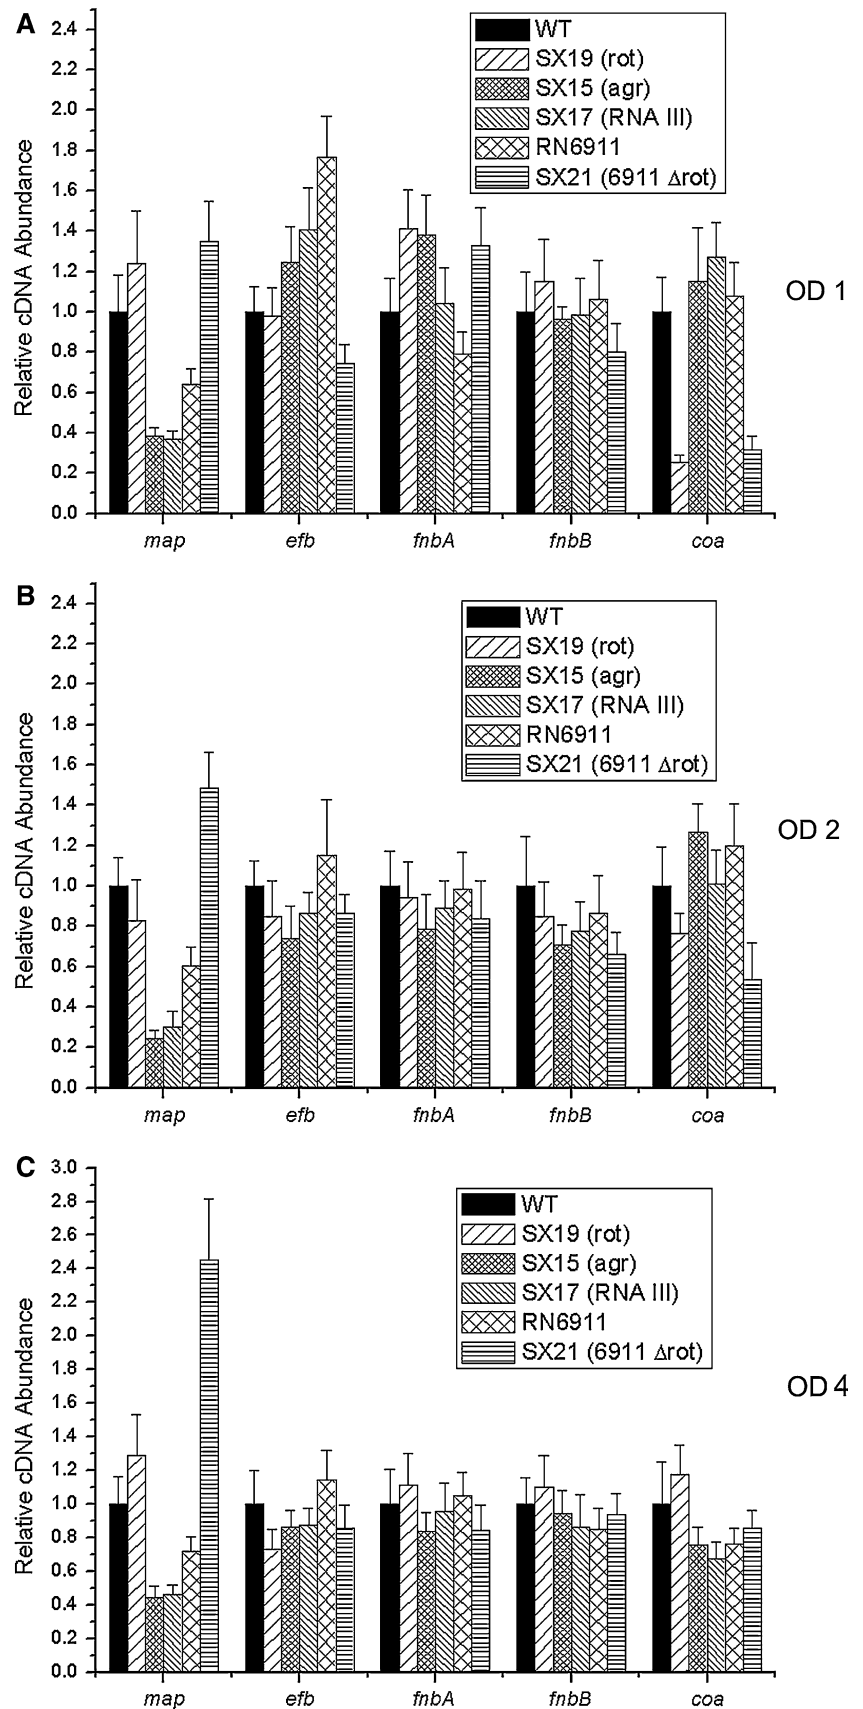 A
Relative cDNA Abundance
2.4
2.2
2.0
1.8
1.6
1.4
1.2
1.0
0.8
0.6
0.4
0.2
0.0
WT
SX19 (rot)
SX15 (agr)
SX17 (RNA III)
RN6911
SX21 (6911 Δrot)
OD 1
map efb fnbA fnbB coa
B
Relative cDNA Abundance
2.4
2.2
2.0
1.8
1.6
1.4
1.2
1.0
0.8
0.6
0.4
0.2
0.0
WT
SX19 (rot)
SX15 (agr)
SX17 (RNA III)
RN6911
SX21 (6911 Δrot)
OD 2
map efb fnbA fnbB coa
C
Relative cDNA Abundance
3.0
2.8
2.6
2.4
2.2
2.0
1.8
1.6
1.4
1.2
1.0
0.8
0.6
0.4
0.2
0.0
WT
SX19 (rot)
SX15 (agr)
SX17 (RNA III)
RN6911
SX21 (6911 Δrot)
OD 4
map efb fnbA fnbB coa